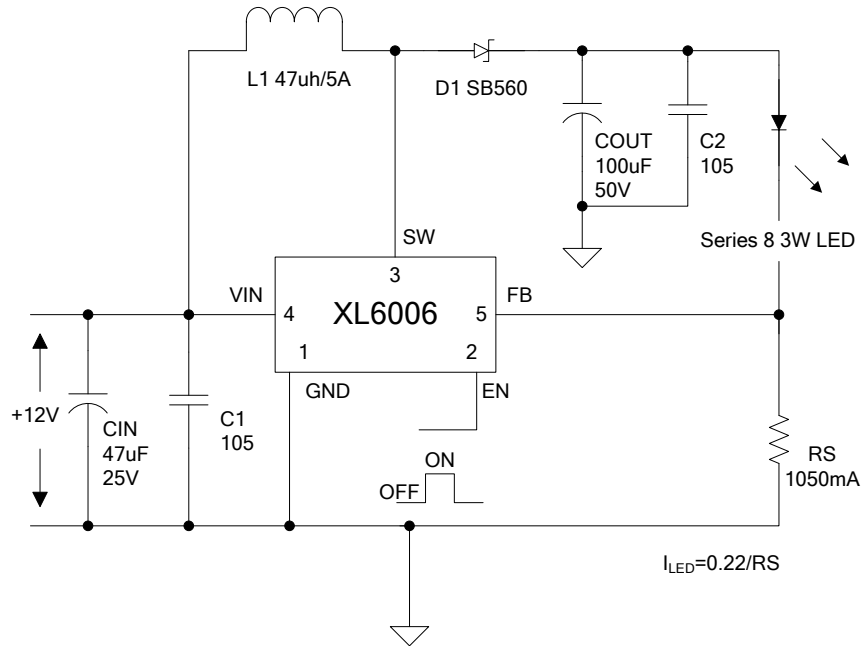 L1 47uh/5A
D1 SB560
COUT
100uF
50V
C2
105
Series 8 3W LED
SW
3
VIN
4
XL6006
5
FB
1
2
GND
EN
+12V
CIN
47uF
25V
C1
105
ON
OFF
RS
1050mA
I_LED=0.22/RS